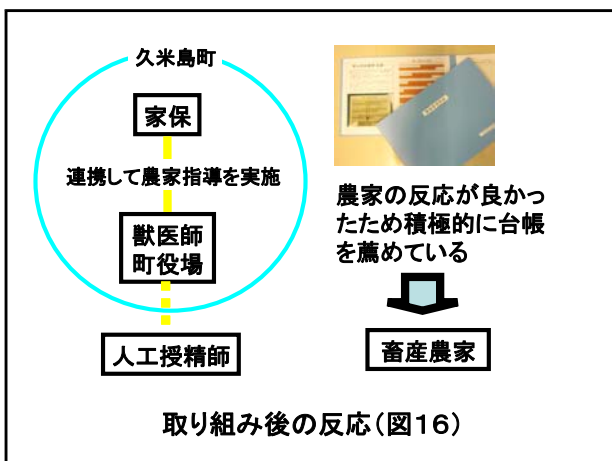 久米島町
家保
連携して農家指導を実施
獣医師
町役場
人工授精師
農家の反応が良かっ
たため積極的に台帳
を薦めている
畜産農家
取り組み後の反応(図16)